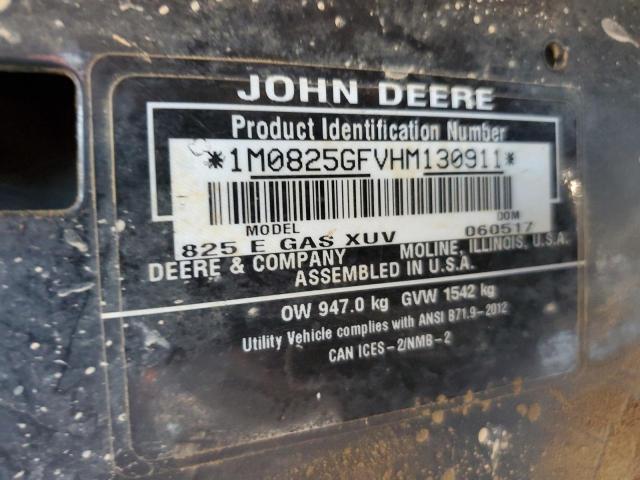 JOHN DEERE
Product Identification Number
*1M0825GFVHM130911*
MODEL DOM
825 E GAS XUV 060517
DEERE & COMPANY MOLINE, ILLINOIS, U.S.A.
ASSEMBLED IN U.S.A.
OW 947.0 kg GVW 1542 kg
Utility Vehicle complies with ANSI B71.9-2012
CAN ICES-2/NMB-2